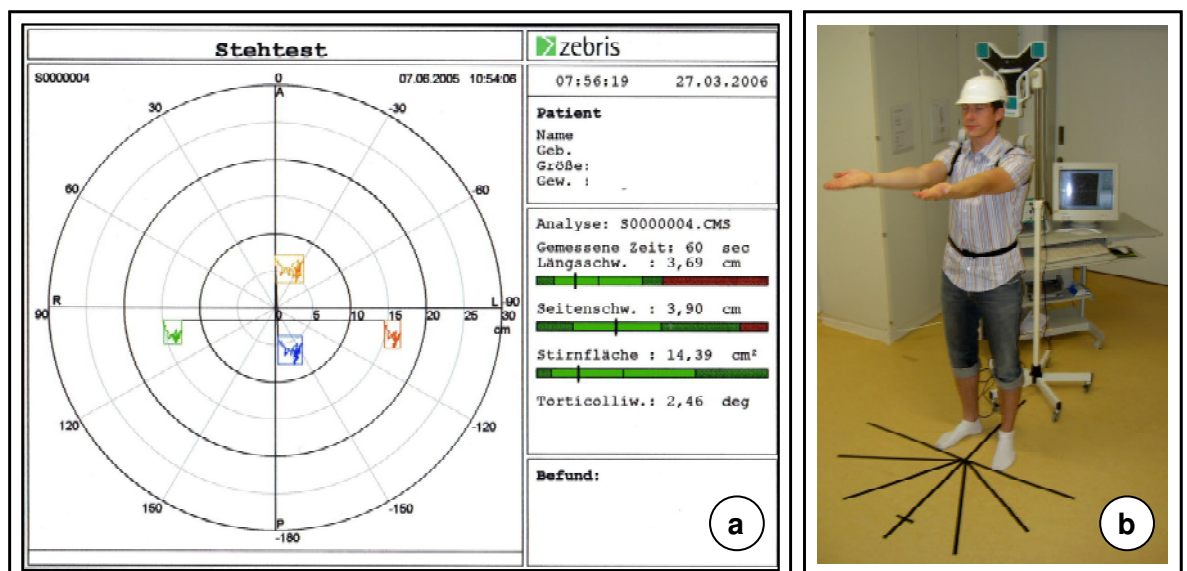 Stehtest
S0000004
07.06.2005 10:54:06
0
A
30
-30
60
-60
R
L
90
-90
0 5 10 15 20 25 30
cm
120
-120
150
-150
P
-180
zebris
07:56:19 27.03.2006
Patient
Name
Geb.
Größe:
Gew. :
Analyse: S0000004.CMS
Gemessene Zeit: 60 sec
Längsschw. : 3,69 cm
Seitenschw. : 3,90 cm
Stirnfläche : 14,39 cm²
Torticolliw.: 2,46 deg
Befund:
a
b